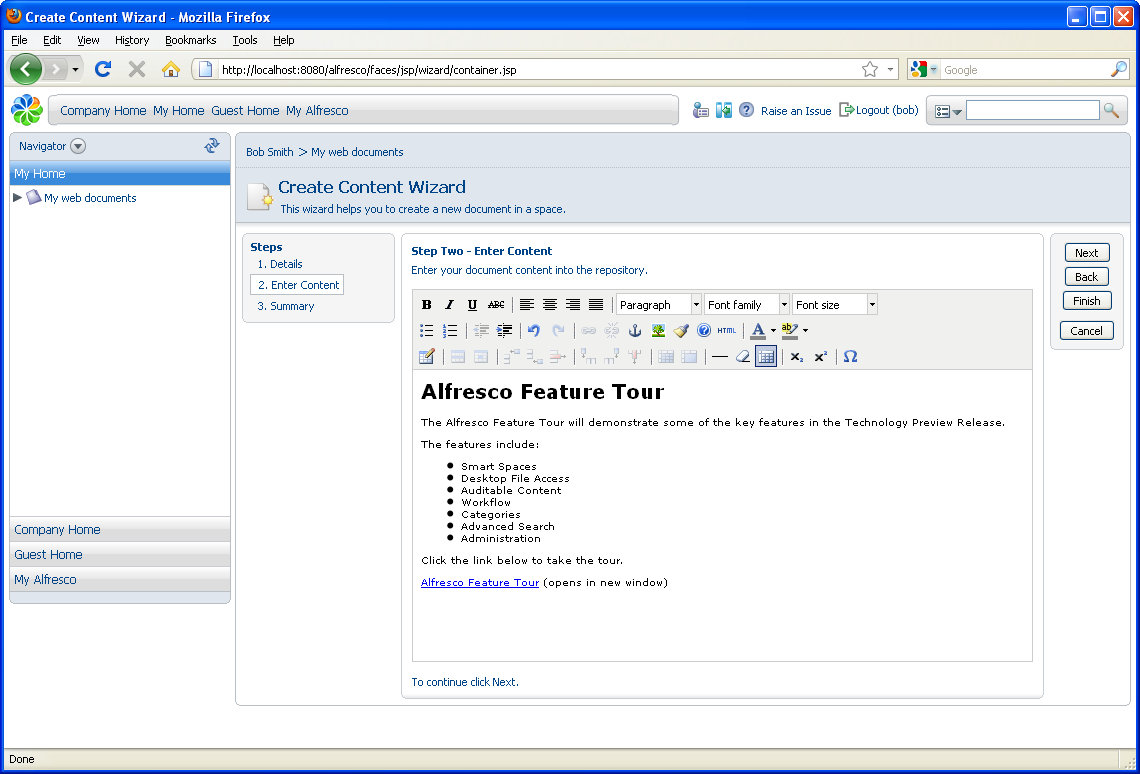 Create Content Wizard - Mozilla Firefox
File Edit View History Bookmarks Tools Help
http://localhost:8080/alfresco/faces/jsp/wizard/container.jsp
Google
Company Home My Home Guest Home My Alfresco
Raise an Issue Logout (bob)
Navigator
My Home
My web documents
Company Home
Guest Home
My Alfresco
Bob Smith > My web documents
Create Content Wizard
This wizard helps you to create a new document in a space.
Steps
1. Details
2. Enter Content
3. Summary
Step Two - Enter Content
Enter your document content into the repository.
B I U ABC Paragraph Font family Font size
HTML A ab
x₂ x² Ω
Alfresco Feature Tour
The Alfresco Feature Tour will demonstrate some of the key features in the Technology Preview Release.
The features include:
Smart Spaces
Desktop File Access
Auditable Content
Workflow
Categories
Advanced Search
Administration
Click the link below to take the tour.
Alfresco Feature Tour (opens in new window)
To continue click Next.
Next
Back
Finish
Cancel
Done